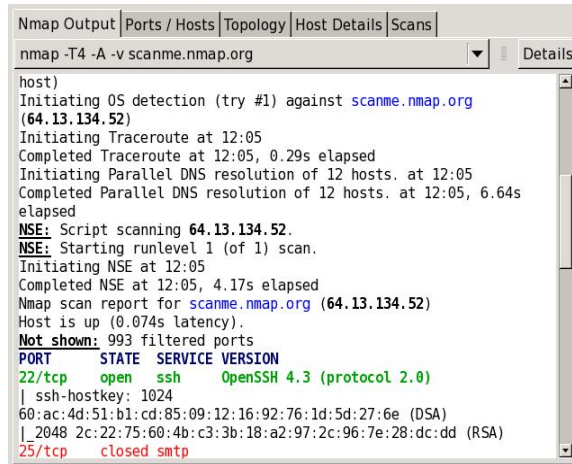 Nmap Output Ports / Hosts Topology Host Details Scans
nmap -T4 -A -v scanme.nmap.org Details
host)
Initiating OS detection (try #1) against scanme.nmap.org
(64.13.134.52)
Initiating Traceroute at 12:05
Completed Traceroute at 12:05, 0.29s elapsed
Initiating Parallel DNS resolution of 12 hosts. at 12:05
Completed Parallel DNS resolution of 12 hosts. at 12:05, 6.64s
elapsed
NSE: Script scanning 64.13.134.52.
NSE: Starting runlevel 1 (of 1) scan.
Initiating NSE at 12:05
Completed NSE at 12:05, 4.17s elapsed
Nmap scan report for scanme.nmap.org (64.13.134.52)
Host is up (0.074s latency).
Not shown: 993 filtered ports
PORT STATE SERVICE VERSION
22/tcp open ssh OpenSSH 4.3 (protocol 2.0)
| ssh-hostkey: 1024
60:ac:4d:51:b1:cd:85:09:12:16:92:76:1d:5d:27:6e (DSA)
|_2048 2c:22:75:60:4b:c3:3b:18:a2:97:2c:96:7e:28:dc:dd (RSA)
25/tcp closed smtp